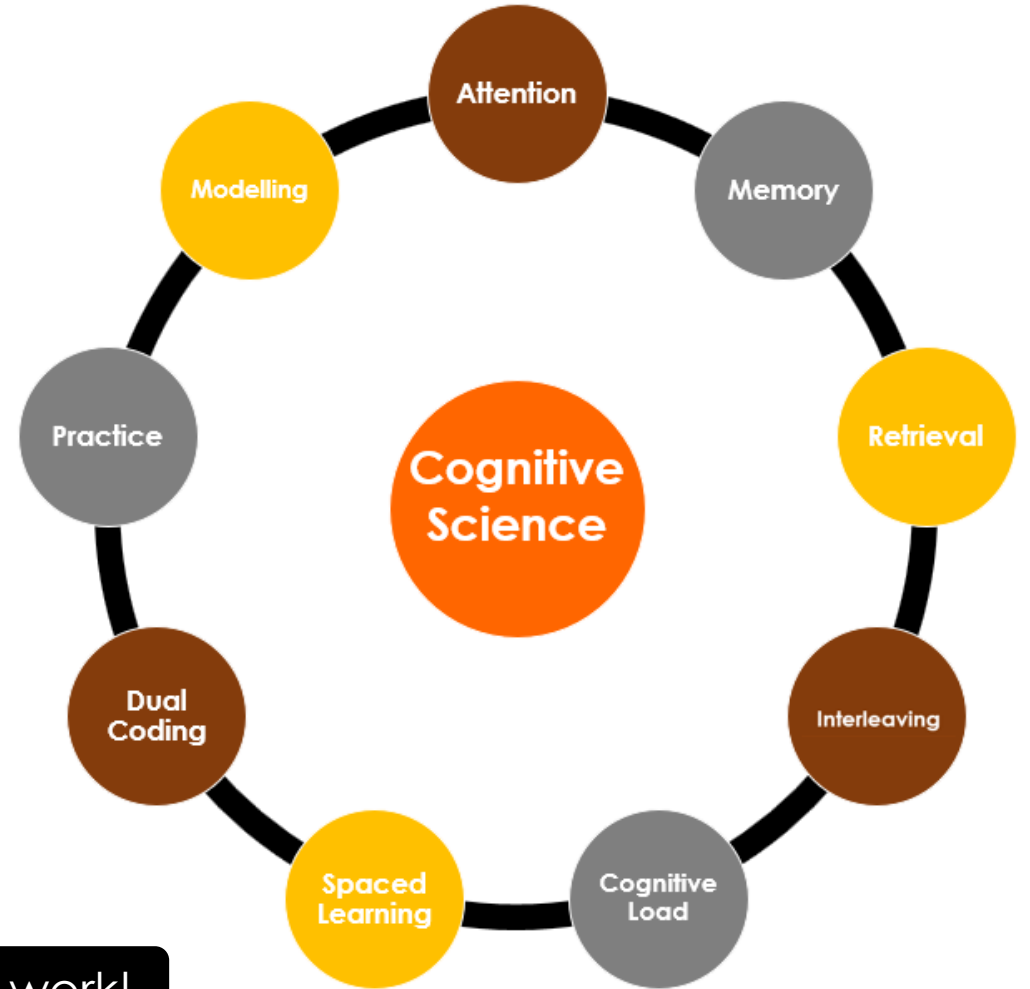 Attention
Memory
Retrieval
Interleaving
Cognitive
Load
Spaced
Learning
Dual
Coding
Practice
Modelling
Cognitive
Science